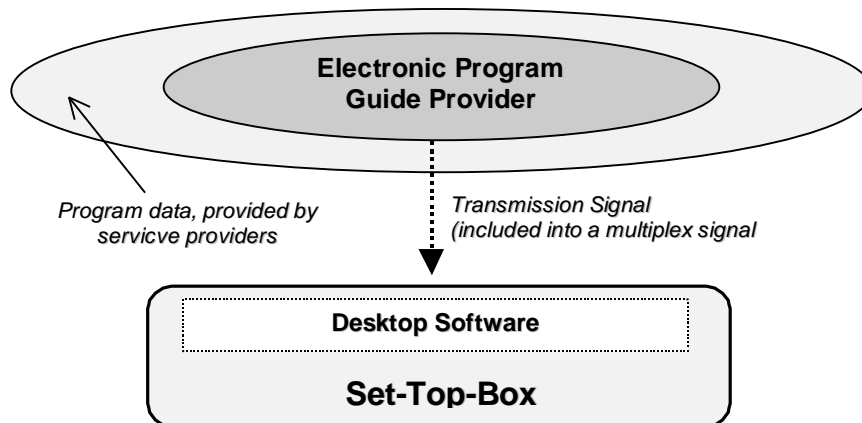 Electronic Program
Guide Provider
Program data, provided by
servicve providers
Transmission Signal
(included into a multiplex signal
Desktop Software
Set-Top-Box